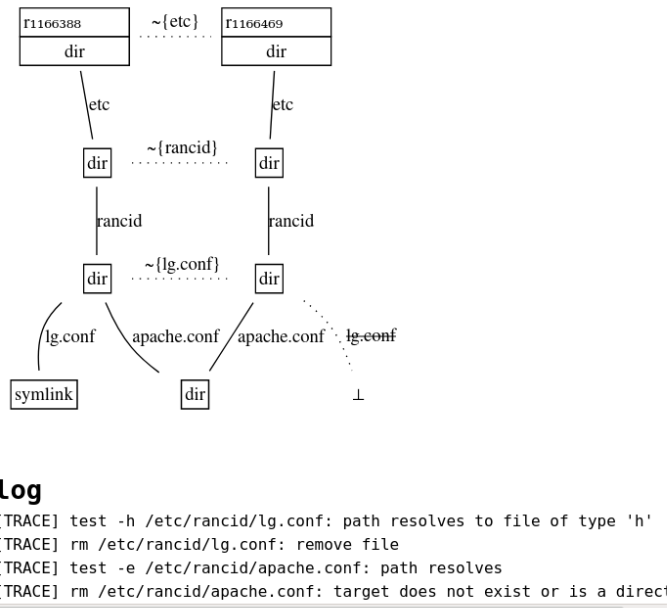 r1166388 ~{etc} r1166469
dir dir
etc etc
~{rancid}
dir dir
rancid rancid
~{lg.conf}
dir dir
lg.conf apache.conf apache.conf lg.conf
symlink dir ⊥
log
[TRACE] test -h /etc/rancid/lg.conf: path resolves to file of type 'h'
[TRACE] rm /etc/rancid/lg.conf: remove file
[TRACE] test -e /etc/rancid/apache.conf: path resolves
[TRACE] rm /etc/rancid/apache.conf: target does not exist or is a direct